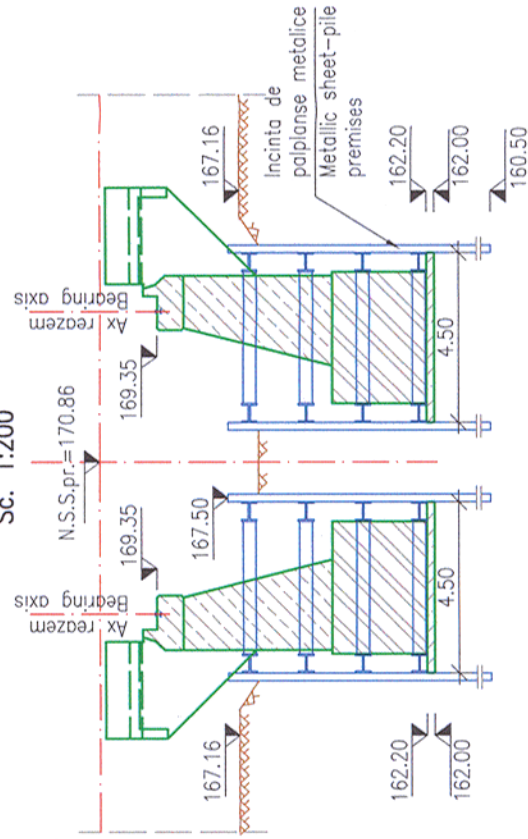 Sc. 1:200
N.S.S.pr.=170.86
Ax reazem
Bearing axis
169.35
167.50
167.16
162.20
162.00
4.50
Ax reazem
Bearing axis
169.35
167.16
Incinta de
palplanse metalice
Metallic sheet-pile
premises
162.20
162.00
160.50
4.50